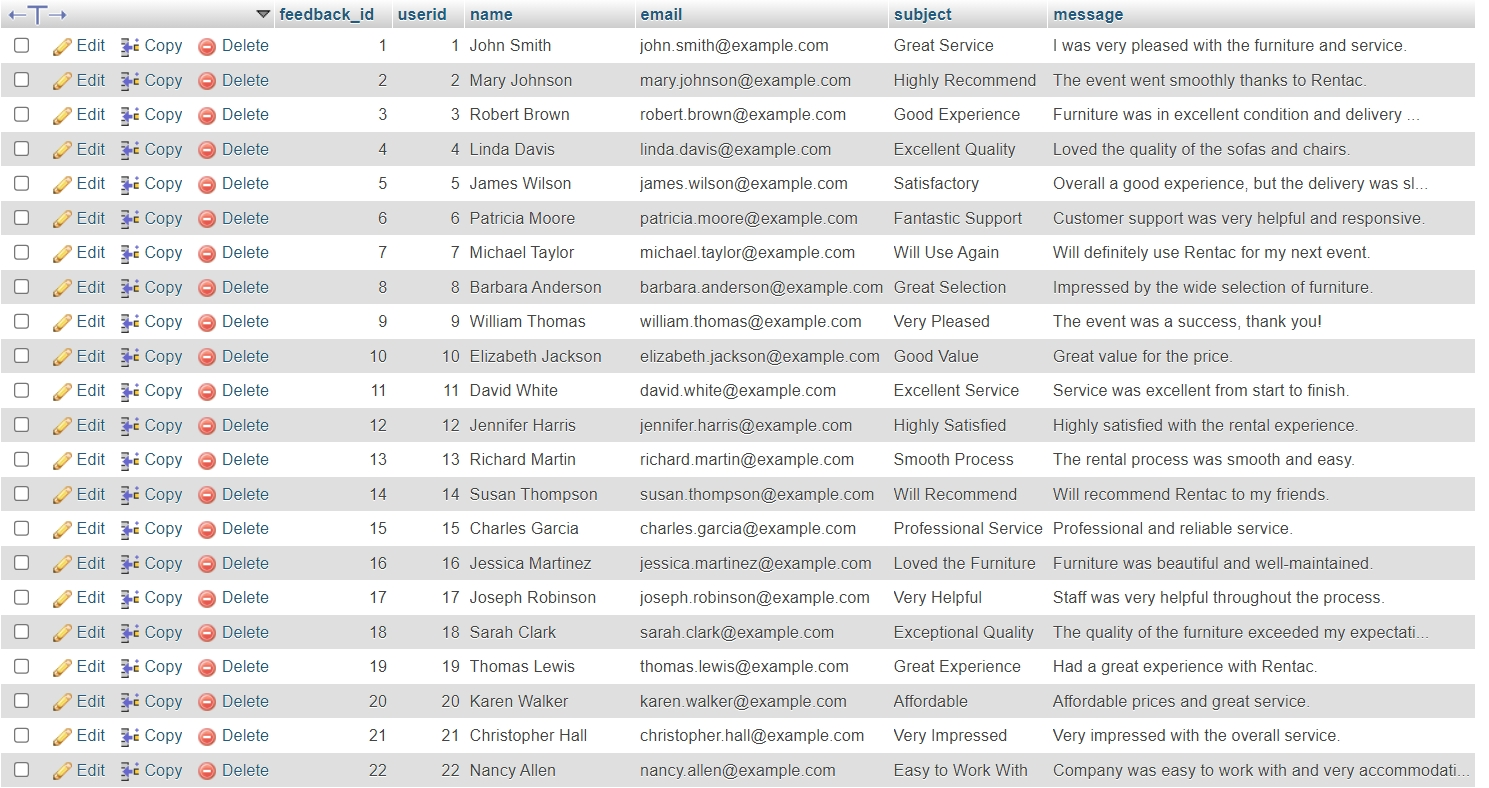 feedback_id userid name email subject message
Edit Copy Delete 1 1 John Smith john.smith@example.com Great Service I was very pleased with the furniture and service.
Edit Copy Delete 2 2 Mary Johnson mary.johnson@example.com Highly Recommend The event went smoothly thanks to Rentac.
Edit Copy Delete 3 3 Robert Brown robert.brown@example.com Good Experience Furniture was in excellent condition and delivery ...
Edit Copy Delete 4 4 Linda Davis linda.davis@example.com Excellent Quality Loved the quality of the sofas and chairs.
Edit Copy Delete 5 5 James Wilson james.wilson@example.com Satisfactory Overall a good experience, but the delivery was sl...
Edit Copy Delete 6 6 Patricia Moore patricia.moore@example.com Fantastic Support Customer support was very helpful and responsive.
Edit Copy Delete 7 7 Michael Taylor michael.taylor@example.com Will Use Again Will definitely use Rentac for my next event.
Edit Copy Delete 8 8 Barbara Anderson barbara.anderson@example.com Great Selection Impressed by the wide selection of furniture.
Edit Copy Delete 9 9 William Thomas william.thomas@example.com Very Pleased The event was a success, thank you!
Edit Copy Delete 10 10 Elizabeth Jackson elizabeth.jackson@example.com Good Value Great value for the price.
Edit Copy Delete 11 11 David White david.white@example.com Excellent Service Service was excellent from start to finish.
Edit Copy Delete 12 12 Jennifer Harris jennifer.harris@example.com Highly Satisfied Highly satisfied with the rental experience.
Edit Copy Delete 13 13 Richard Martin richard.martin@example.com Smooth Process The rental process was smooth and easy.
Edit Copy Delete 14 14 Susan Thompson susan.thompson@example.com Will Recommend Will recommend Rentac to my friends.
Edit Copy Delete 15 15 Charles Garcia charles.garcia@example.com Professional Service Professional and reliable service.
Edit Copy Delete 16 16 Jessica Martinez jessica.martinez@example.com Loved the Furniture Furniture was beautiful and well-maintained.
Edit Copy Delete 17 17 Joseph Robinson joseph.robinson@example.com Very Helpful Staff was very helpful throughout the process.
Edit Copy Delete 18 18 Sarah Clark sarah.clark@example.com Exceptional Quality The quality of the furniture exceeded my expectati...
Edit Copy Delete 19 19 Thomas Lewis thomas.lewis@example.com Great Experience Had a great experience with Rentac.
Edit Copy Delete 20 20 Karen Walker karen.walker@example.com Affordable Affordable prices and great service.
Edit Copy Delete 21 21 Christopher Hall christopher.hall@example.com Very Impressed Very impressed with the overall service.
Edit Copy Delete 22 22 Nancy Allen nancy.allen@example.com Easy to Work With Company was easy to work with and very accommodati...